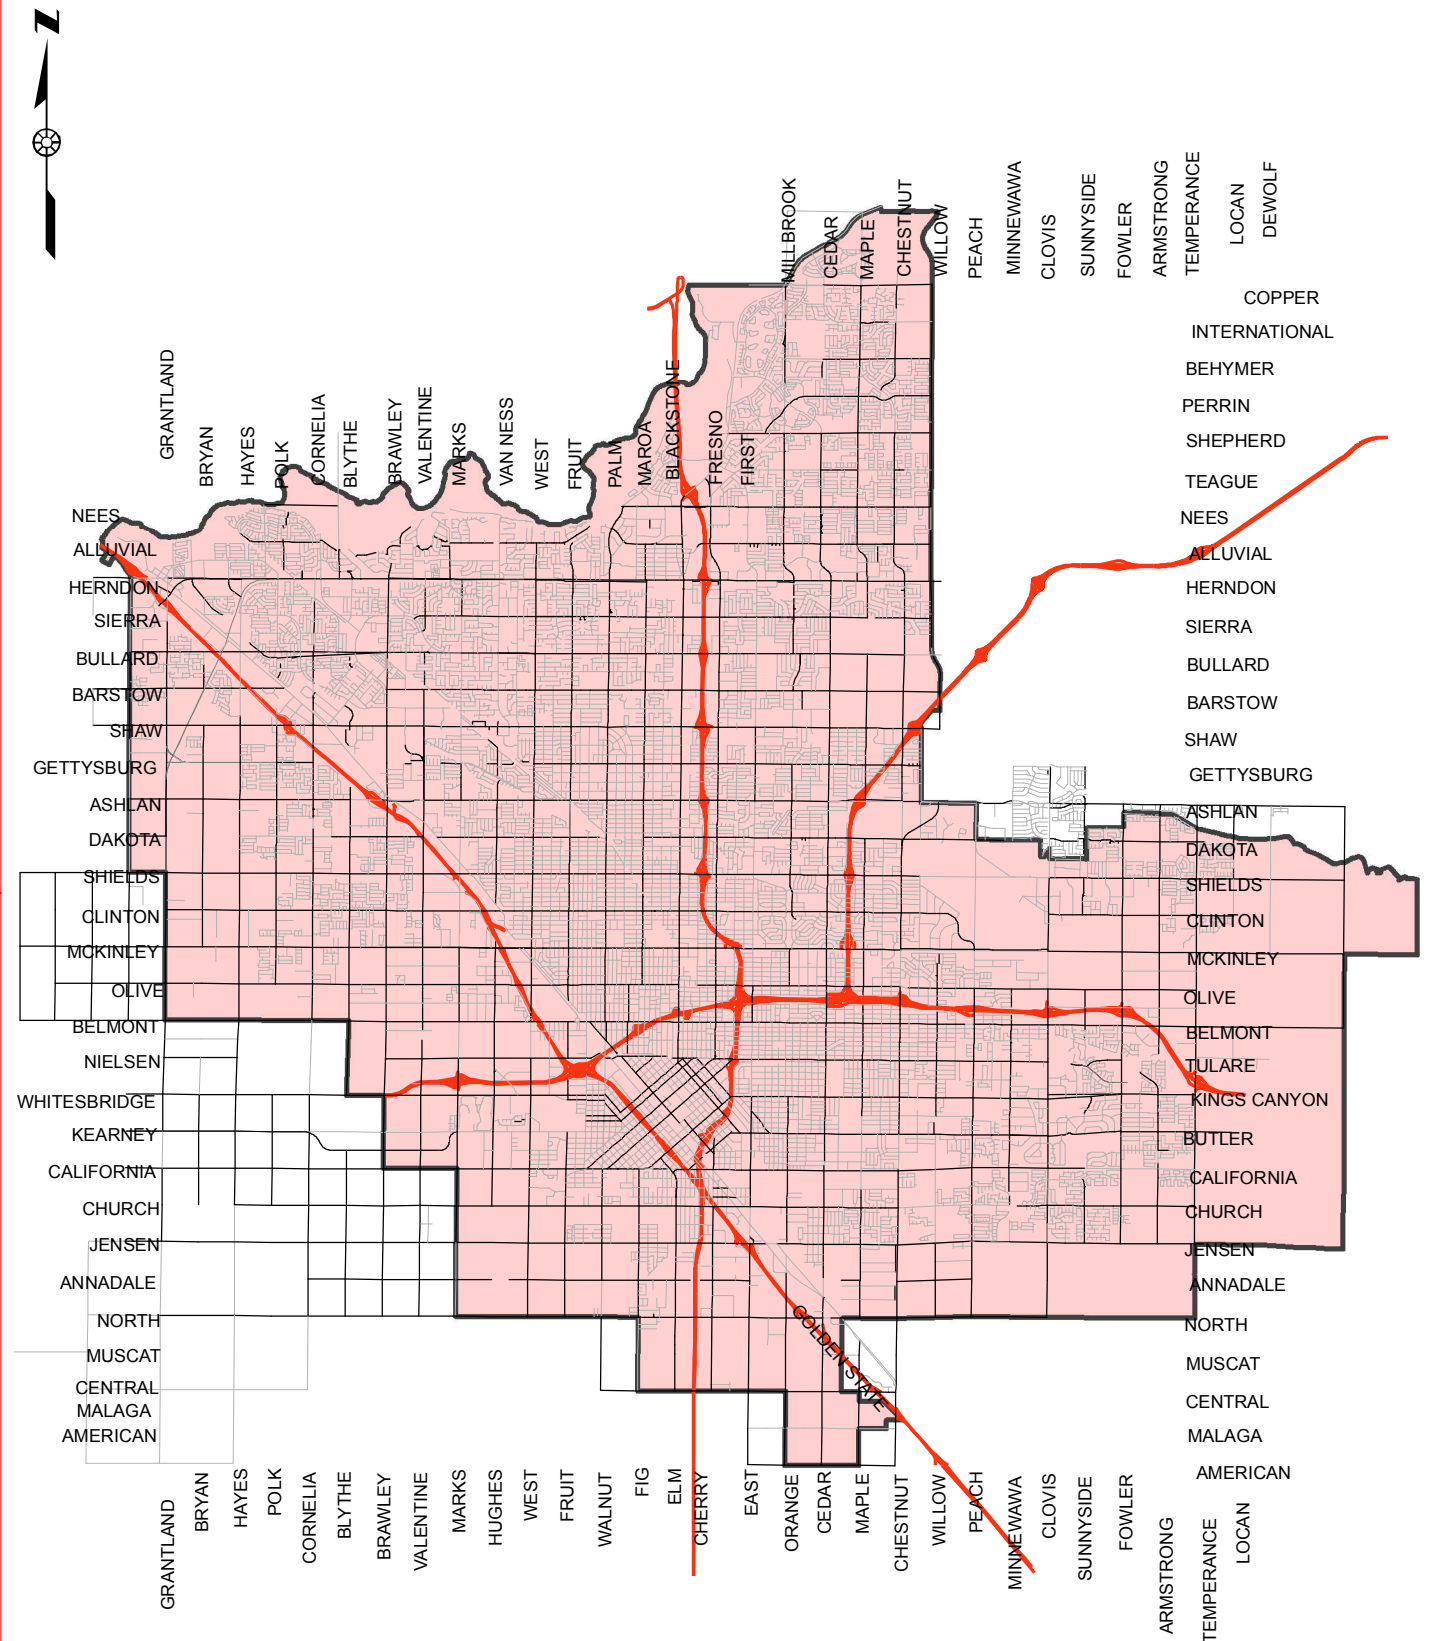 N
MILLBROOK
CEDAR
MAPLE
CHESTNUT
WILLOW
PEACH
MINNEWAWA
CLOVIS
SUNNYSIDE
FOWLER
ARMSTRONG
TEMPERANCE
LOCAN
DEWOLF
GRANTLAND
BRYAN
HAYES
POLK
CORNELIA
BLYTHE
BRAWLEY
VALENTINE
MARKS
VAN NESS
WEST
FRUIT
PALM
MAROA
BLACKSTONE
FRESNO
FIRST
COPPER
INTERNATIONAL
BEHYMER
PERRIN
SHEPHERD
TEAGUE
NEES
ALLUVIAL
HERNDON
SIERRA
BULLARD
BARSTOW
SHAW
GETTYSBURG
ASHLAN
DAKOTA
SHIELDS
CLINTON
MCKINLEY
OLIVE
BELMONT
TULARE
KINGS CANYON
BUTLER
CALIFORNIA
CHURCH
JENSEN
ANNADALE
NORTH
MUSCAT
CENTRAL
MALAGA
AMERICAN
NEES
ALLUVIAL
HERNDON
SIERRA
BULLARD
BARSTOW
SHAW
GETTYSBURG
ASHLAN
DAKOTA
SHIELDS
CLINTON
MCKINLEY
OLIVE
BELMONT
NIELSEN
WHITESBRIDGE
KEARNEY
CALIFORNIA
CHURCH
JENSEN
ANNADALE
NORTH
MUSCAT
CENTRAL
MALAGA
AMERICAN
GOLDEN STATE
GRANTLAND
BRYAN
HAYES
POLK
CORNELIA
BLYTHE
BRAWLEY
VALENTINE
MARKS
HUGHES
WEST
FRUIT
WALNUT
FIG
ELM
CHERRY
EAST
ORANGE
CEDAR
MAPLE
CHESTNUT
WILLOW
PEACH
MINNEWAWA
CLOVIS
SUNNYSIDE
FOWLER
ARMSTRONG
TEMPERANCE
LOCAN